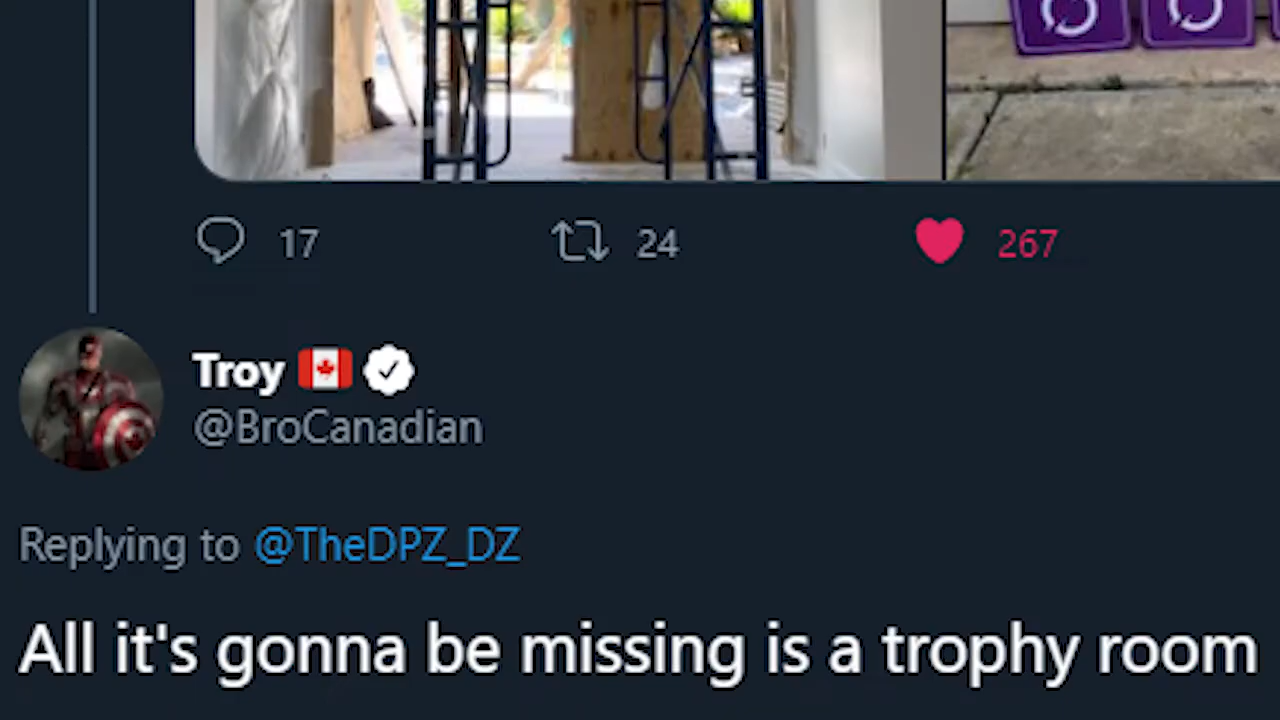 17 24 267
Troy 🇨🇦
@BroCanadian
Replying to @TheDPZ_DZ
All it's gonna be missing is a trophy room